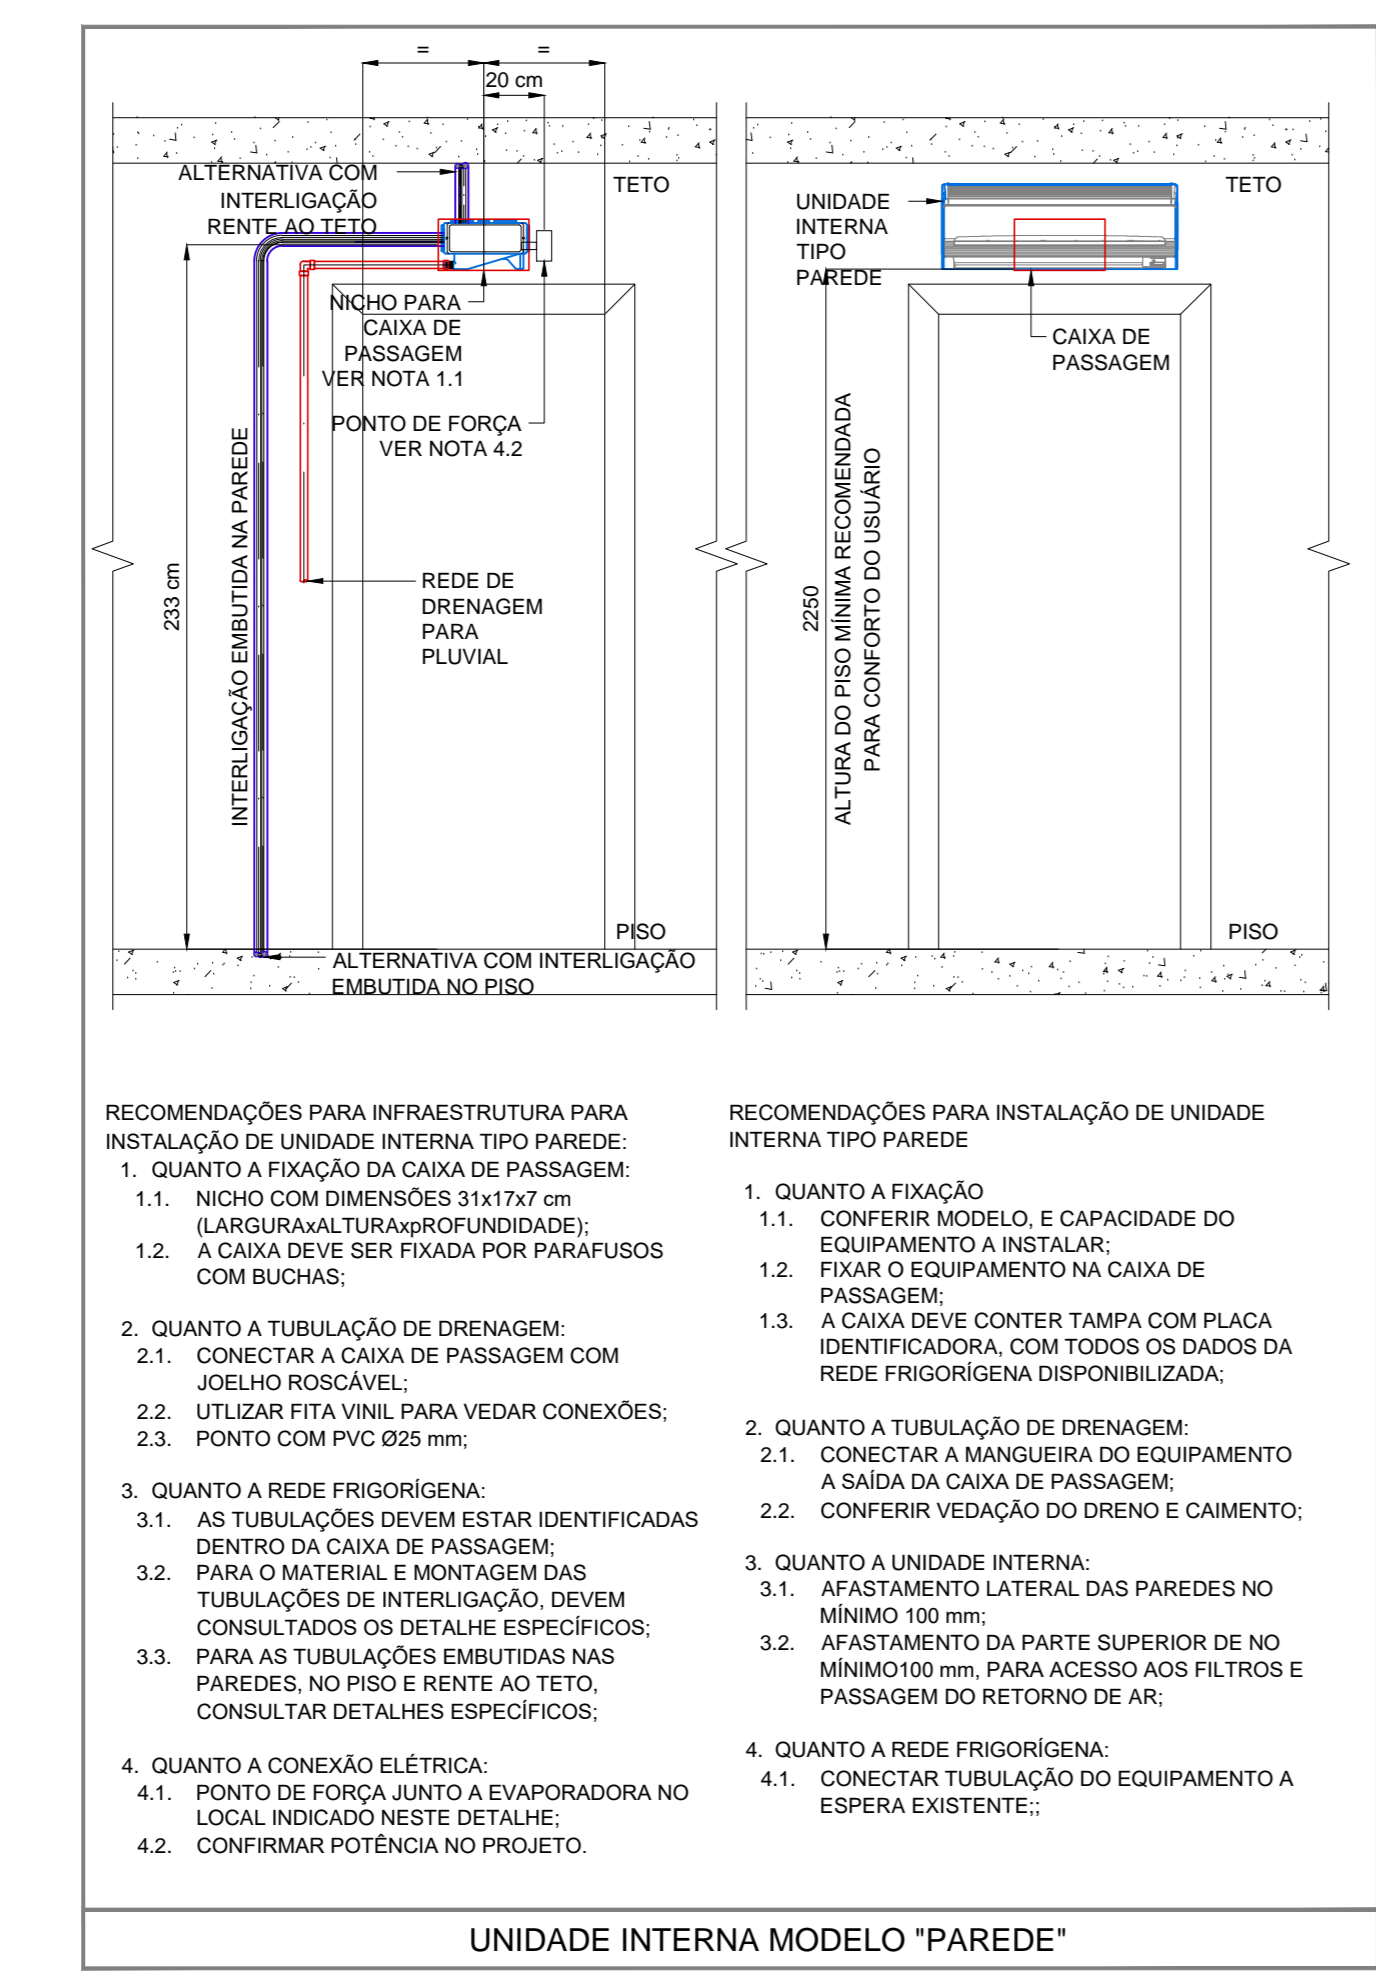 = =
20 cm
ALTERNATIVA COM
INTERLIGAÇÃO
RENTE AO TETO
TETO
NICHO PARA
CAIXA DE
PASSAGEM
VER NOTA 1.1
PONTO DE FORÇA
VER NOTA 4.2
INTERLIGAÇÃO EMBUTIDA NA PAREDE
233 cm
REDE DE
DRENAGEM
PARA
PLUVIAL
PISO
ALTERNATIVA COM INTERLIGAÇÃO
EMBUTIDA NO PISO
UNIDADE
INTERNA
TIPO
PAREDE
TETO
CAIXA DE
PASSAGEM
2250
ALTURA DO PISO MÍNIMA RECOMENDADA
PARA CONFORTO DO USUÁRIO
PISO
RECOMENDAÇÕES PARA INFRAESTRUTURA PARA
INSTALAÇÃO DE UNIDADE INTERNA TIPO PAREDE:
1. QUANTO A FIXAÇÃO DA CAIXA DE PASSAGEM:
1.1. NICHO COM DIMENSÕES 31x17x7 cm
(LARGURAxALTURAxpROFUNDIDADE);
1.2. A CAIXA DEVE SER FIXADA POR PARAFUSOS
COM BUCHAS;
2. QUANTO A TUBULAÇÃO DE DRENAGEM:
2.1. CONECTAR A CAIXA DE PASSAGEM COM
JOELHO ROSCÁVEL;
2.2. UTLIZAR FITA VINIL PARA VEDAR CONEXÕES;
2.3. PONTO COM PVC Ø25 mm;
3. QUANTO A REDE FRIGORÍGENA:
3.1. AS TUBULAÇÕES DEVEM ESTAR IDENTIFICADAS
DENTRO DA CAIXA DE PASSAGEM;
3.2. PARA O MATERIAL E MONTAGEM DAS
TUBULAÇÕES DE INTERLIGAÇÃO, DEVEM
CONSULTADOS OS DETALHE ESPECÍFICOS;
3.3. PARA AS TUBULAÇÕES EMBUTIDAS NAS
PAREDES, NO PISO E RENTE AO TETO,
CONSULTAR DETALHES ESPECÍFICOS;
4. QUANTO A CONEXÃO ELÉTRICA:
4.1. PONTO DE FORÇA JUNTO A EVAPORADORA NO
LOCAL INDICADO NESTE DETALHE;
4.2. CONFIRMAR POTÊNCIA NO PROJETO.
RECOMENDAÇÕES PARA INSTALAÇÃO DE UNIDADE
INTERNA TIPO PAREDE
1. QUANTO A FIXAÇÃO
1.1. CONFERIR MODELO, E CAPACIDADE DO
EQUIPAMENTO A INSTALAR;
1.2. FIXAR O EQUIPAMENTO NA CAIXA DE
PASSAGEM;
1.3. A CAIXA DEVE CONTER TAMPA COM PLACA
IDENTIFICADORA, COM TODOS OS DADOS DA
REDE FRIGORÍGENA DISPONIBILIZADA;
2. QUANTO A TUBULAÇÃO DE DRENAGEM:
2.1. CONECTAR A MANGUEIRA DO EQUIPAMENTO
A SAÍDA DA CAIXA DE PASSAGEM;
2.2. CONFERIR VEDAÇÃO DO DRENO E CAIMENTO;
3. QUANTO A UNIDADE INTERNA:
3.1. AFASTAMENTO LATERAL DAS PAREDES NO
MÍNIMO 100 mm;
3.2. AFASTAMENTO DA PARTE SUPERIOR DE NO
MÍNIMO100 mm, PARA ACESSO AOS FILTROS E
PASSAGEM DO RETORNO DE AR;
4. QUANTO A REDE FRIGORÍGENA:
4.1. CONECTAR TUBULAÇÃO DO EQUIPAMENTO A
ESPERA EXISTENTE;;
UNIDADE INTERNA MODELO "PAREDE"